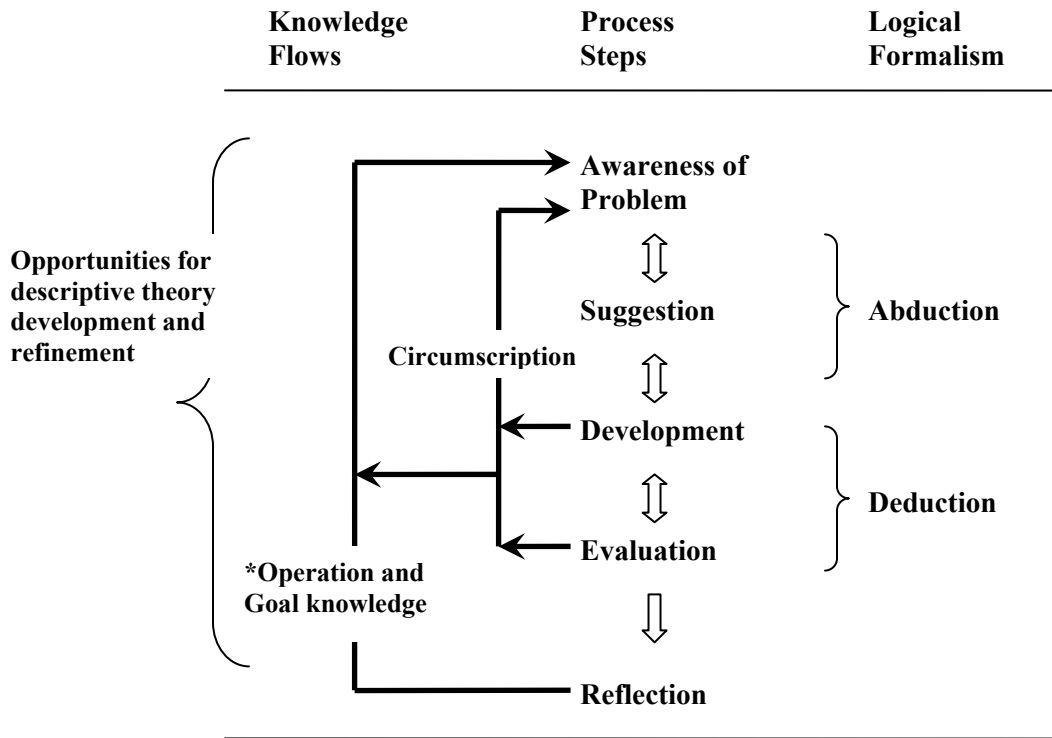 Knowledge
Flows
Process
Steps
Logical
Formalism
Awareness of
Problem
Opportunities for
descriptive theory
development and
refinement
Suggestion
Abduction
Circumscription
Development
Deduction
Evaluation
*Operation and
Goal knowledge
Reflection